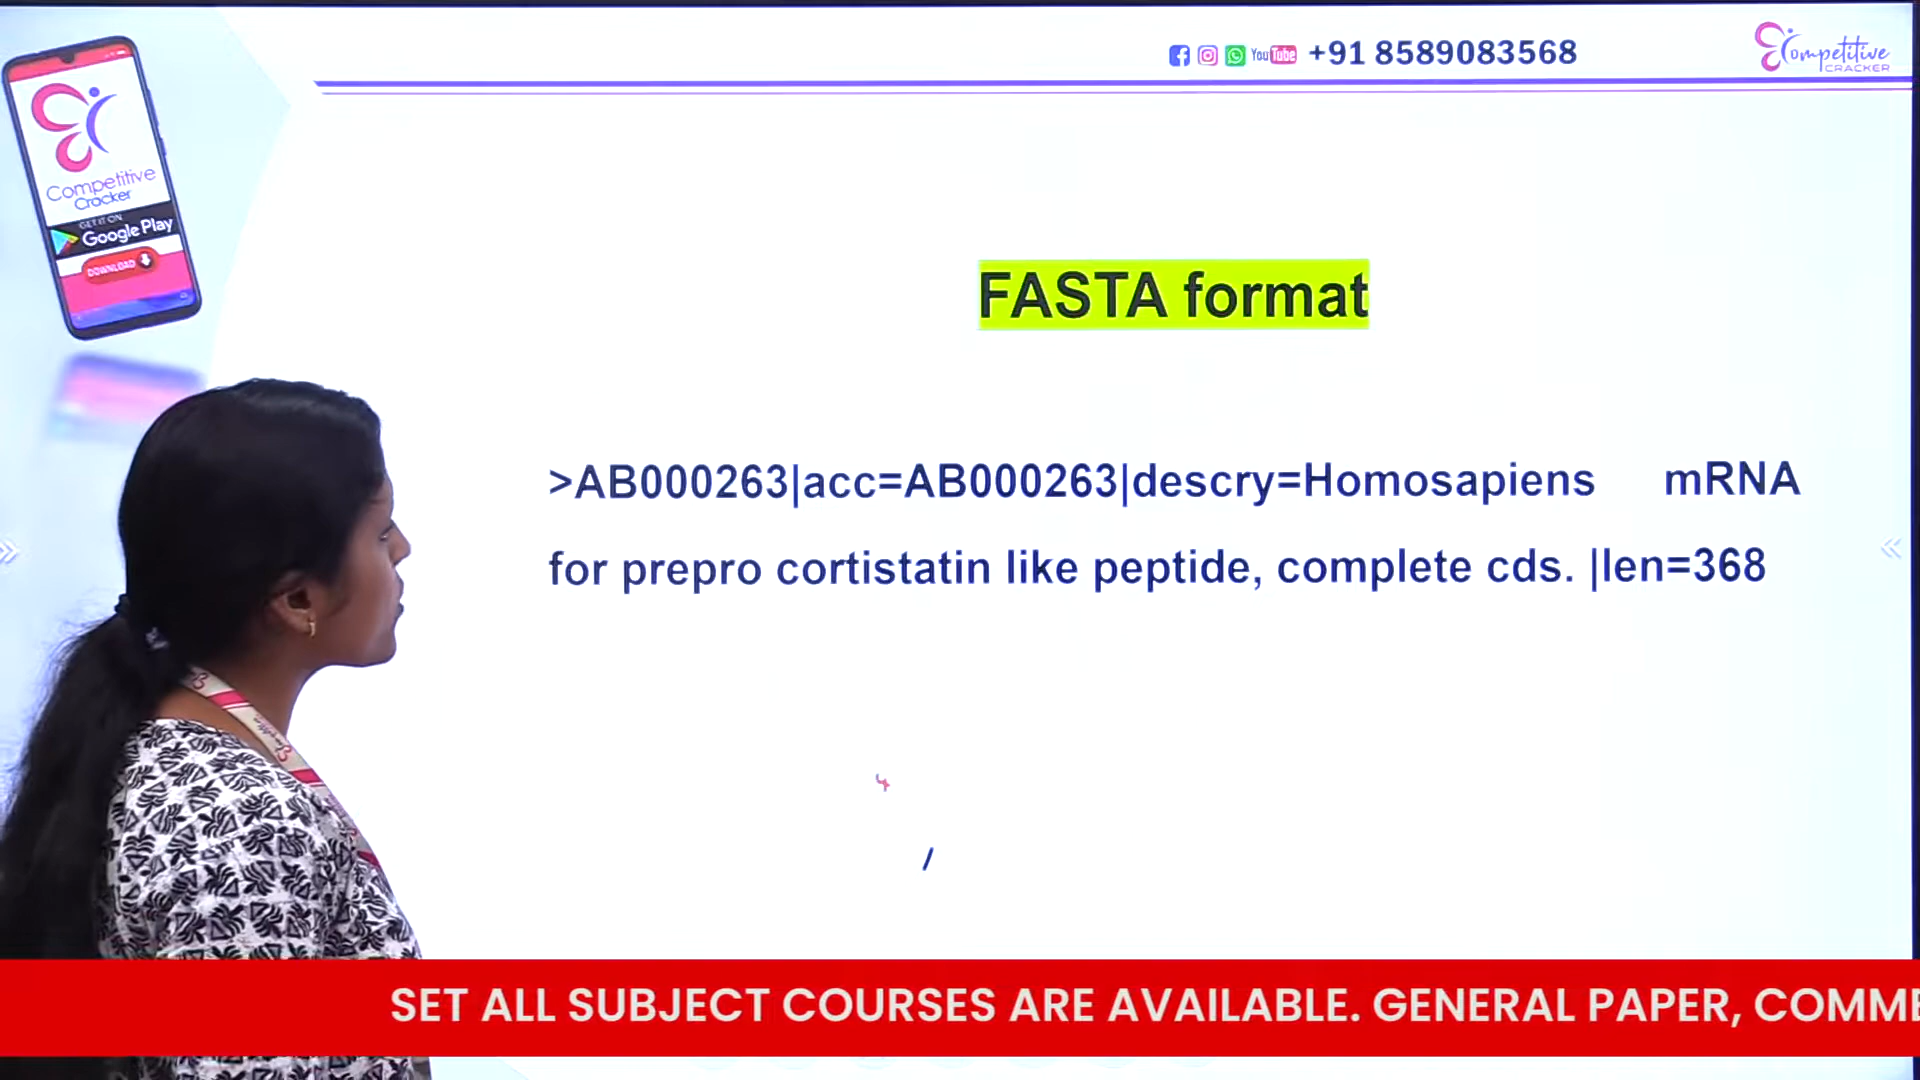 YouTube +91 8589083568
Competitive
CRACKER
Competitive
Cracker
GET IT ON
Google Play
DOWNLOAD
FASTA format
>AB000263|acc=AB000263|descry=Homosapiens mRNA
for prepro cortistatin like peptide, complete cds. |len=368
SET ALL SUBJECT COURSES ARE AVAILABLE. GENERAL PAPER, COMME